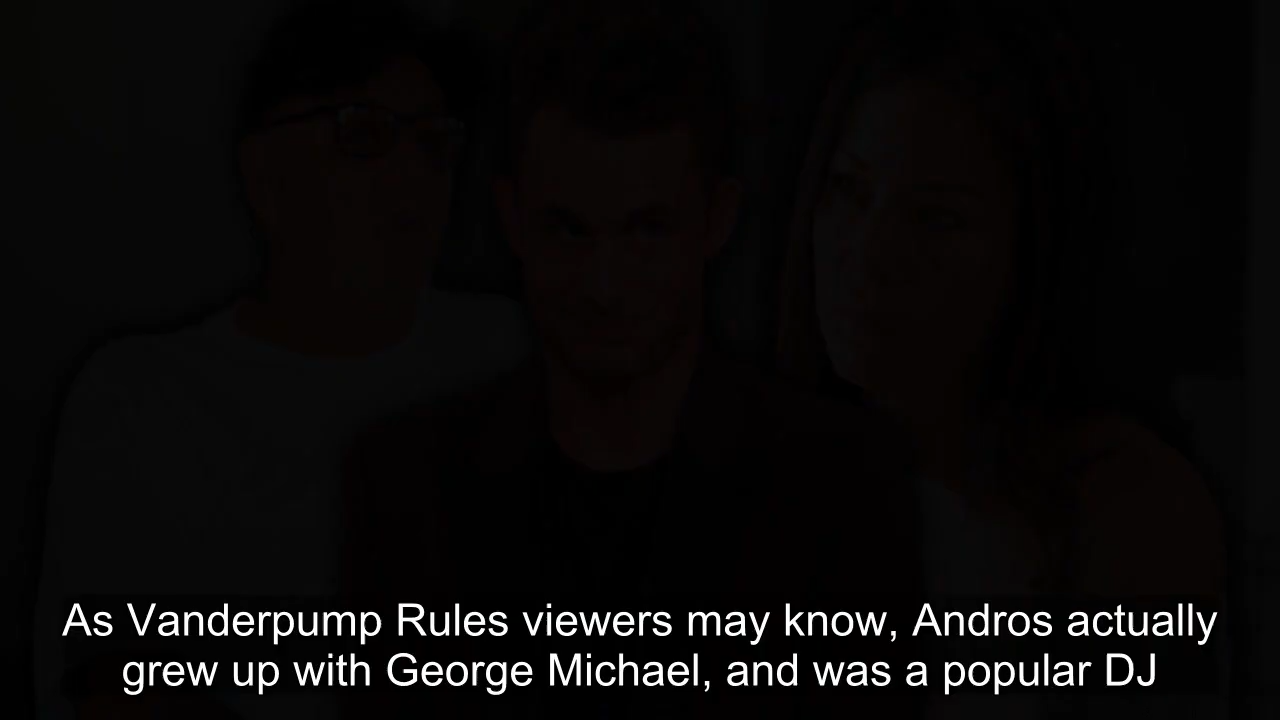 As Vanderpump Rules viewers may know, Andros actually
grew up with George Michael, and was a popular DJ